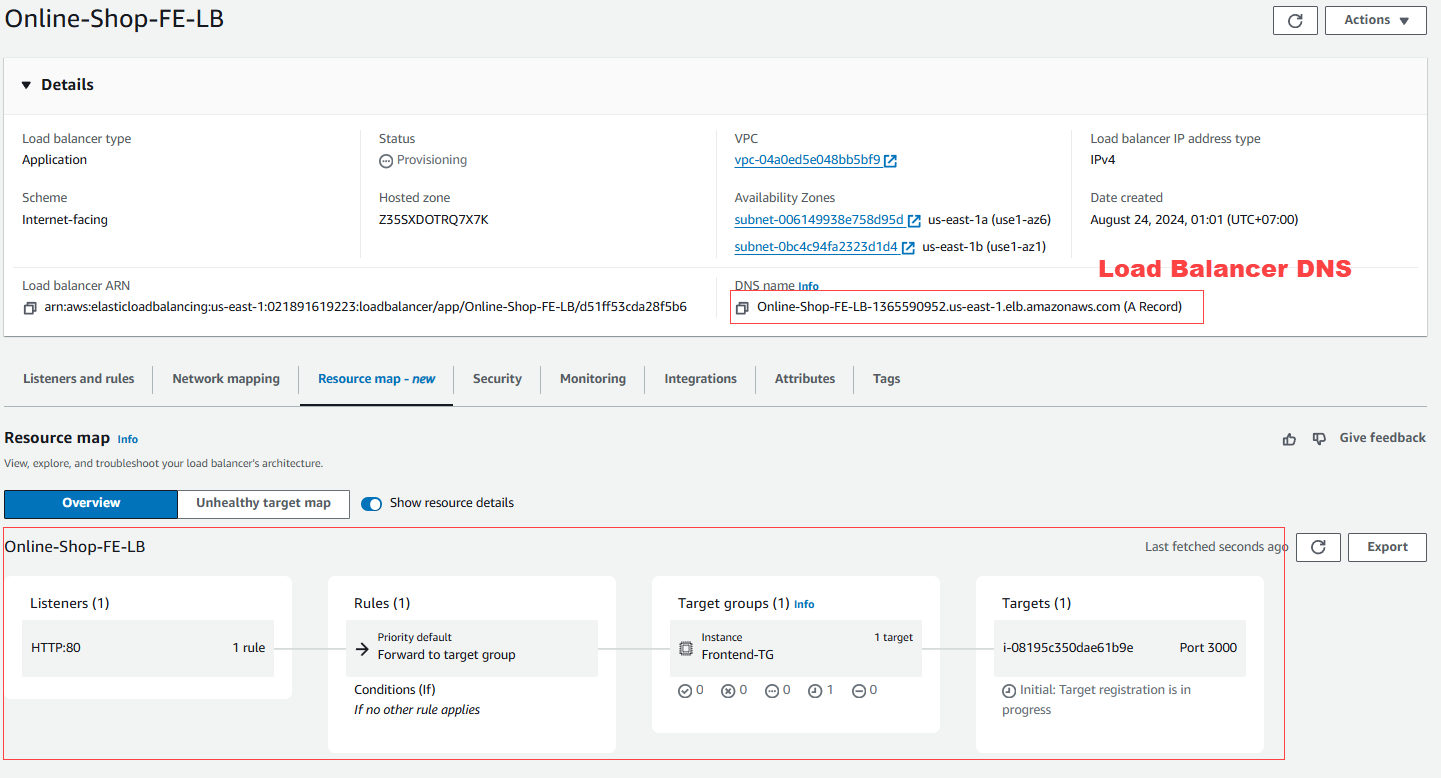 Online-Shop-FE-LB
Actions
Details
Load balancer type
Application
Status
Provisioning
VPC
vpc-04a0ed5e048bb5bf9
Load balancer IP address type
IPv4
Scheme
Internet-facing
Hosted zone
Z35SXDOTRQ7X7K
Availability Zones
subnet-006149938e758d95d us-east-1a (use1-az6)
subnet-0bc4c94fa2323d1d4 us-east-1b (use1-az1)
Date created
August 24, 2024, 01:01 (UTC+07:00)
Load Balancer DNS
Load balancer ARN
arn:aws:elasticloadbalancing:us-east-1:021891619223:loadbalancer/app/Online-Shop-FE-LB/d51ff53cda28f5b6
DNS name Info
Online-Shop-FE-LB-1365590952.us-east-1.elb.amazonaws.com (A Record)
Listeners and rules
Network mapping
Resource map - new
Security
Monitoring
Integrations
Attributes
Tags
Resource map Info
Give feedback
View, explore, and troubleshoot your load balancer's architecture.
Overview
Unhealthy target map
Show resource details
Online-Shop-FE-LB
Last fetched seconds ago
Export
Listeners (1)
HTTP:80 1 rule
Rules (1)
Priority default
Forward to target group
Conditions (If)
If no other rule applies
Target groups (1) Info
Instance 1 target
Frontend-TG
0 0 0 1 0
Targets (1)
i-08195c350dae61b9e Port 3000
Initial: Target registration is in
progress